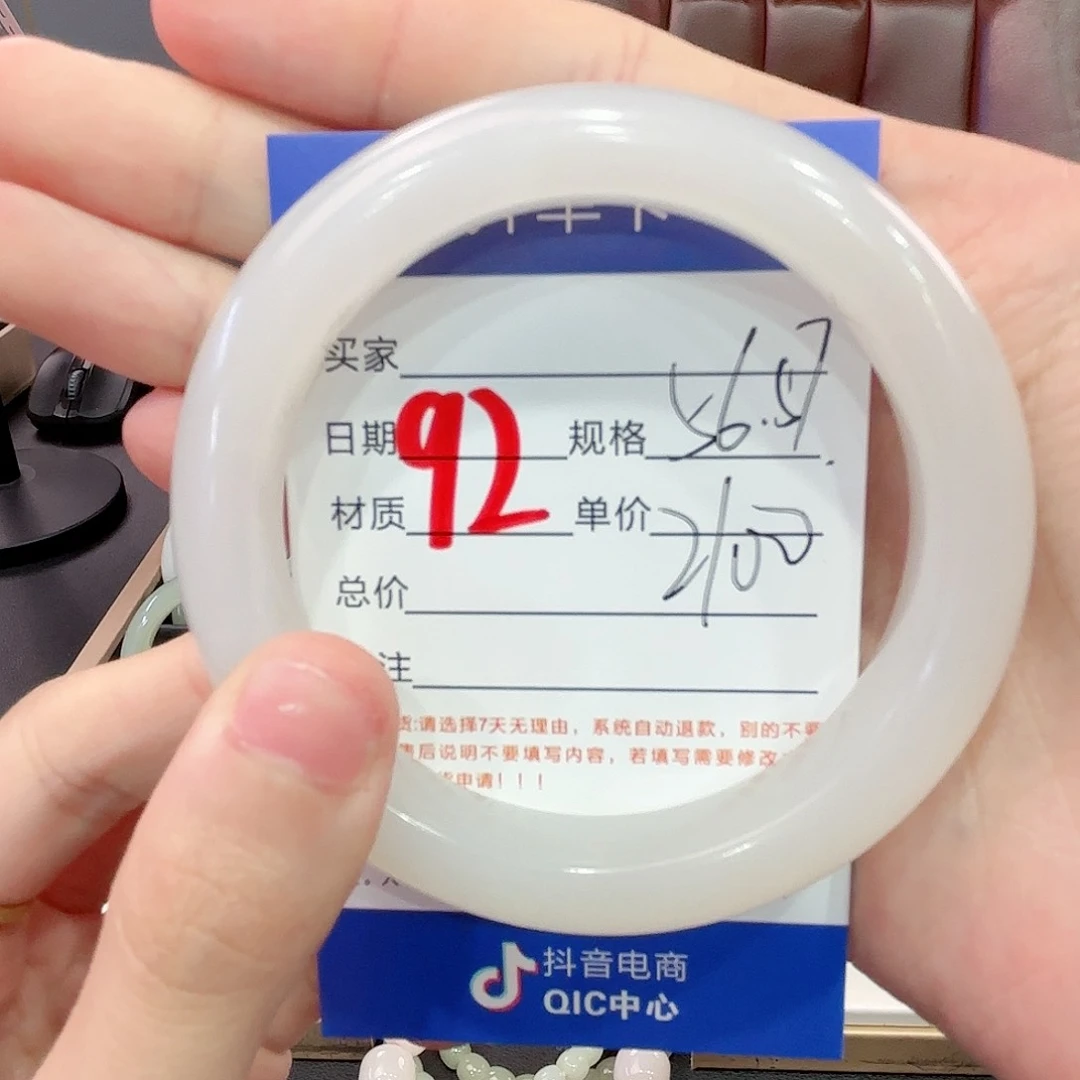 买家
日期 92 规格 56.5
材质 单价 2100
总价
注
货:请选择7天无理由，系统自动退款，别的不要
售后说明不要填写内容，若填写需要修改
申请！！！
抖音电商
QIC中心